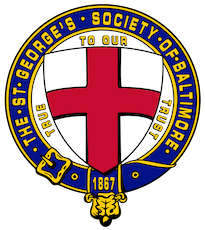 · THE · ST · GEORGE'S · SOCIETY · OF · BALTIMORE ·
TRUE TO OUR TRUST
1867